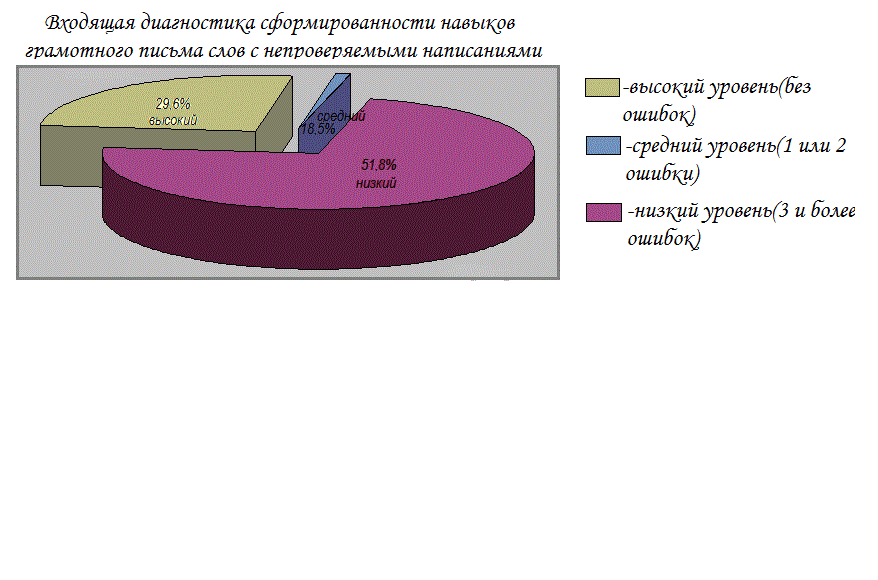 Входящая диагностика сформированности навыков
грамотного письма слов с непроверяемыми написаниями
29,6%
высокий
средний
18,5%
51,8%
низкий
-высокий уровень(без
ошибок)
-средний уровень(1 или 2
ошибки)
-низкий уровень(3 и более
ошибок)